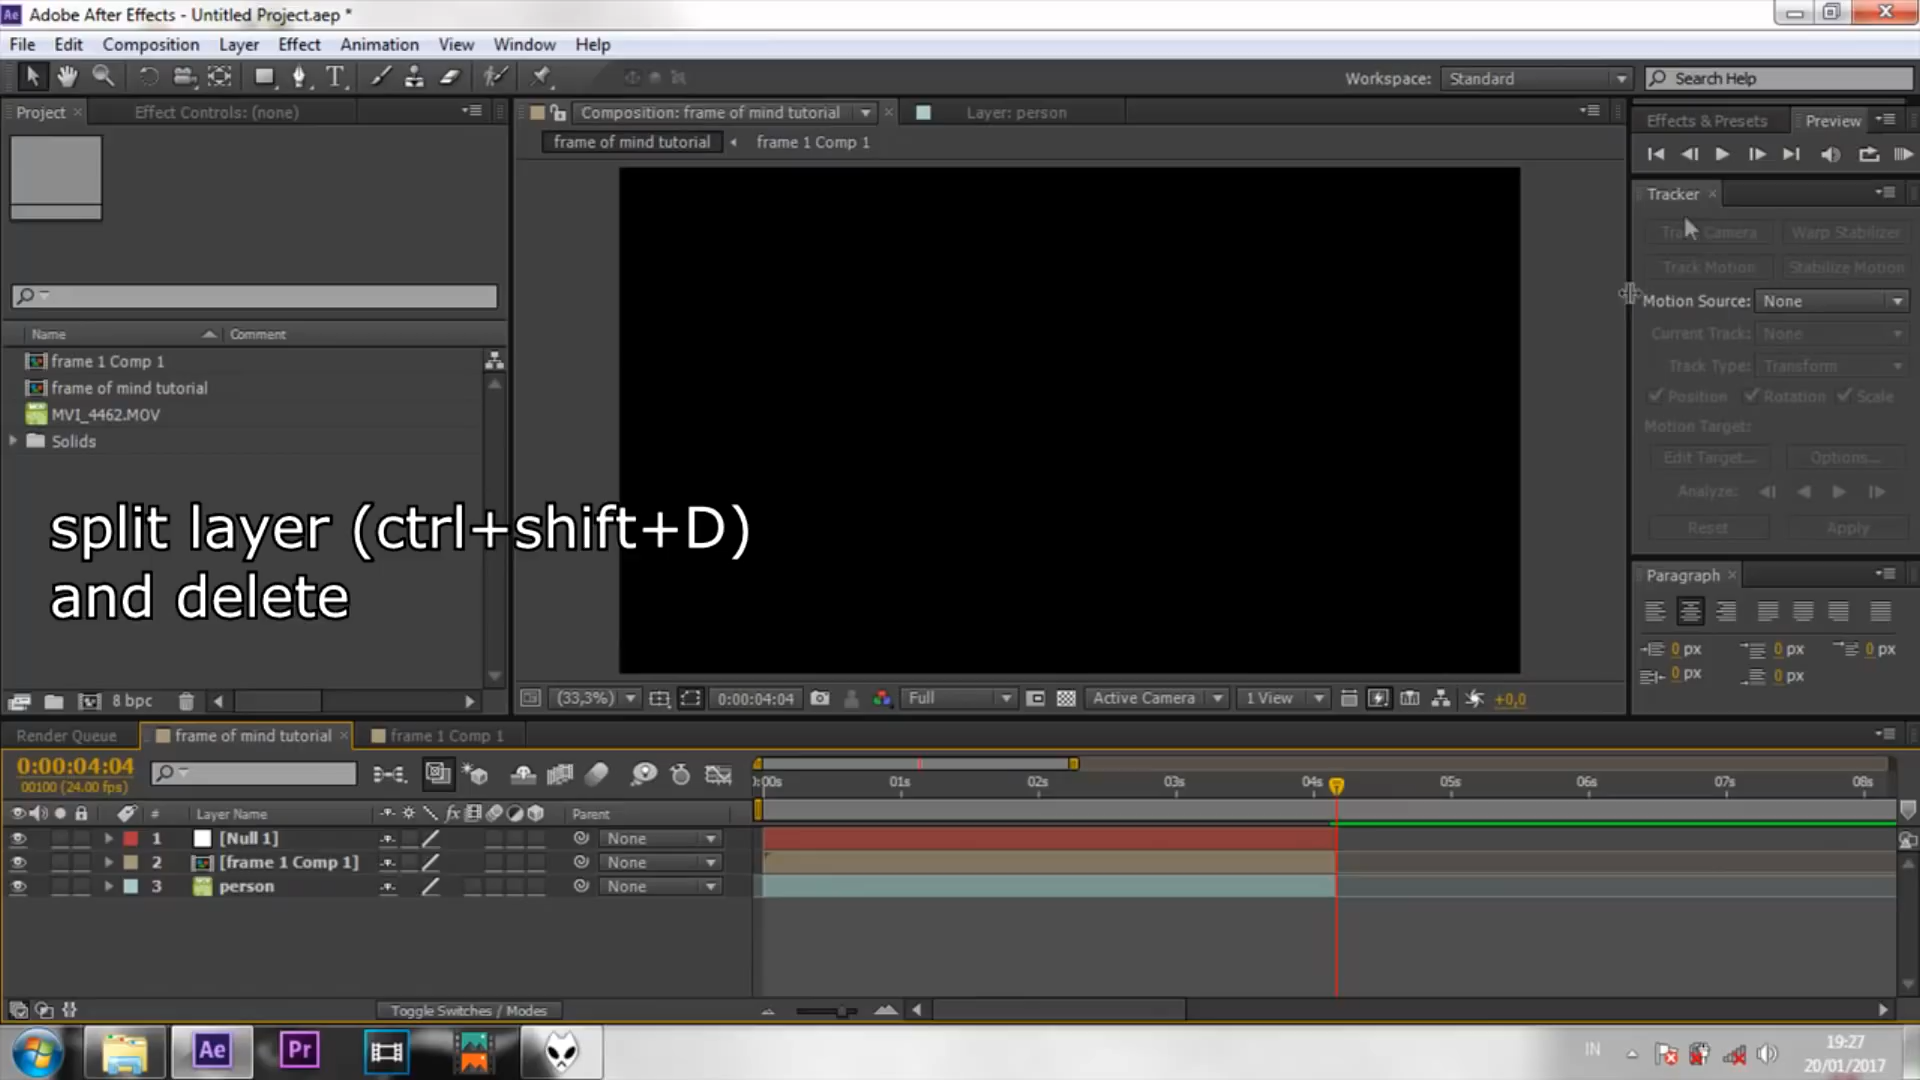 Adobe After Effects - Untitled Project.aep *
File Edit Composition Layer Effect Animation View Window Help
Workspace: Standard Search Help
Project Effect Controls: (none)
Composition: frame of mind tutorial Layer: person
frame of mind tutorial frame 1 Comp 1
Effects & Presets Preview
Tracker
Track Camera Warp Stabilizer
Track Motion Stabilize Motion
Motion Source: None
Current Track: None
Track Type: Transform
Position Rotation Scale
Motion Target:
Edit Target... Options...
Analyze:
Reset Apply
Name Comment
frame 1 Comp 1
frame of mind tutorial
MVI_4462.MOV
Solids
split layer (ctrl+shift+D)
and delete
Paragraph
0 px 0 px 0 px
0 px 0 px
8 bpc
(33,3%) 0:00:04:04 Full Active Camera 1 View +0,0
Render Queue frame of mind tutorial frame 1 Comp 1
0:00:04:04
00100 (24.00 fps)
:00s 01s 02s 03s 04s 05s 06s 07s 08s
# Layer Name fx Parent
1 [Null 1] None
2 [frame 1 Comp 1] None
3 person None
Toggle Switches / Modes
Ae Pr
IN 19:27
20/01/2017